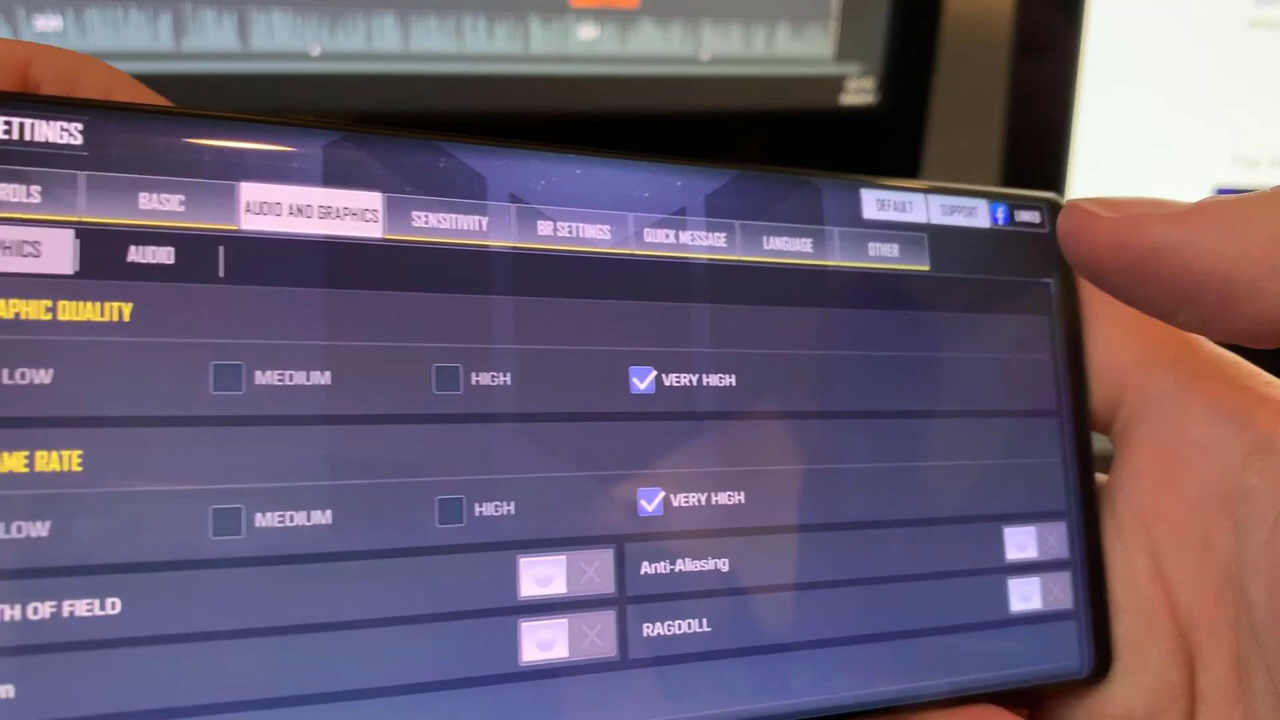 ETTINGS
ROLS BASIC AUDIO AND GRAPHICS SENSITIVITY BR SETTINGS QUICK MESSAGE LANGUAGE OTHER
DEFAULT SUPPORT f LINKED
HICS AUDIO
APHIC QUALITY
LOW MEDIUM HIGH VERY HIGH
AME RATE
LOW MEDIUM HIGH VERY HIGH
TH OF FIELD Anti-Aliasing
n RAGDOLL